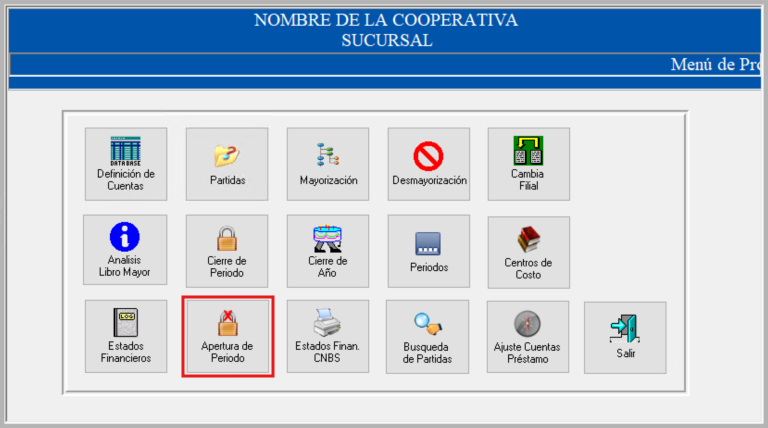 NOMBRE DE LA COOPERATIVA
SUCURSAL
Menú de Pro
DATABASE
Definición de
Cuentas
Partidas
Mayorización
Desmayorización
Cambia
Filial
Analisis
Libro Mayor
Cierre de
Periodo
Cierre de
Año
Periodos
Centros de
Costo
LOG
Estados
Financieros
Apertura de
Periodo
Estados Finan.
CNBS
Busqueda
de Partidas
Ajuste Cuentas
Préstamo
Salir